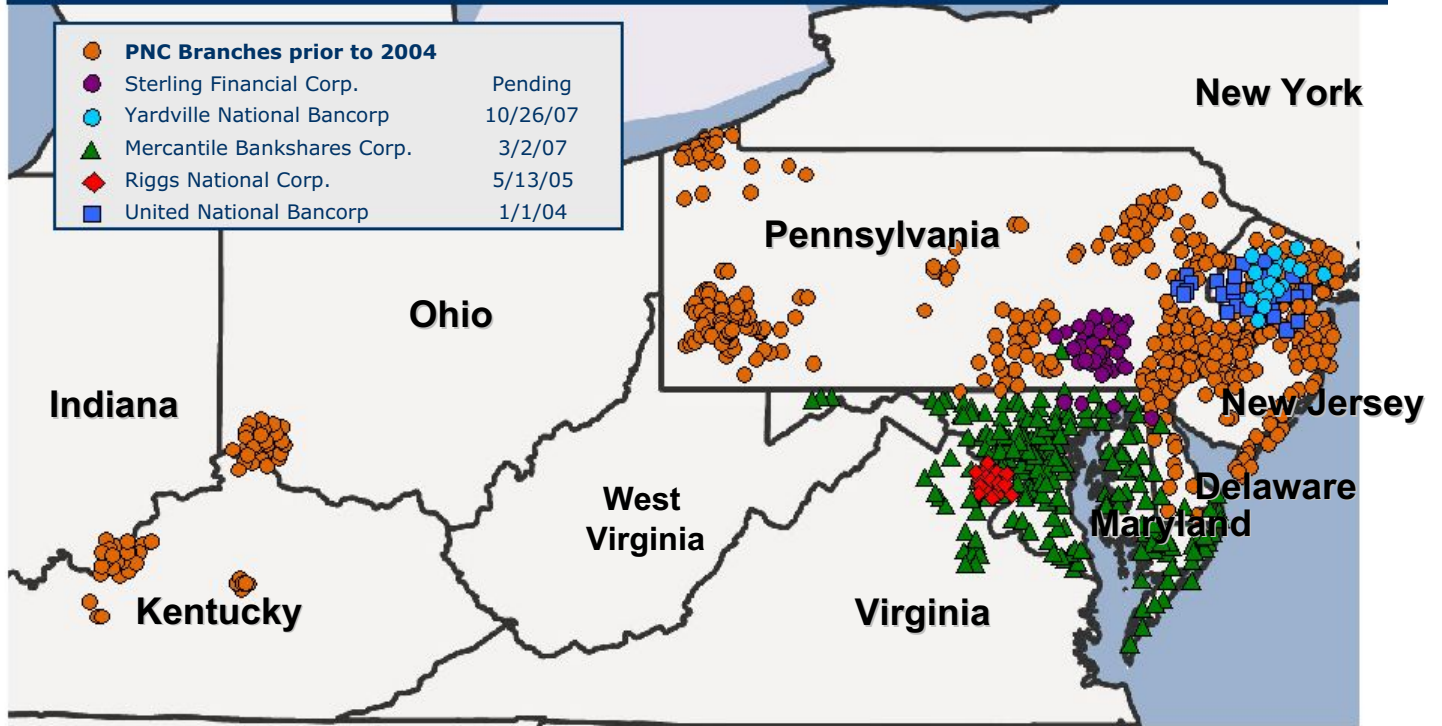 PNC Branches prior to 2004
Sterling Financial Corp. Pending
Yardville National Bancorp 10/26/07
Mercantile Bankshares Corp. 3/2/07
Riggs National Corp. 5/13/05
United National Bancorp 1/1/04
New York
Pennsylvania
Ohio
Indiana
New Jersey
West
Virginia
Delaware
Maryland
Kentucky
Virginia